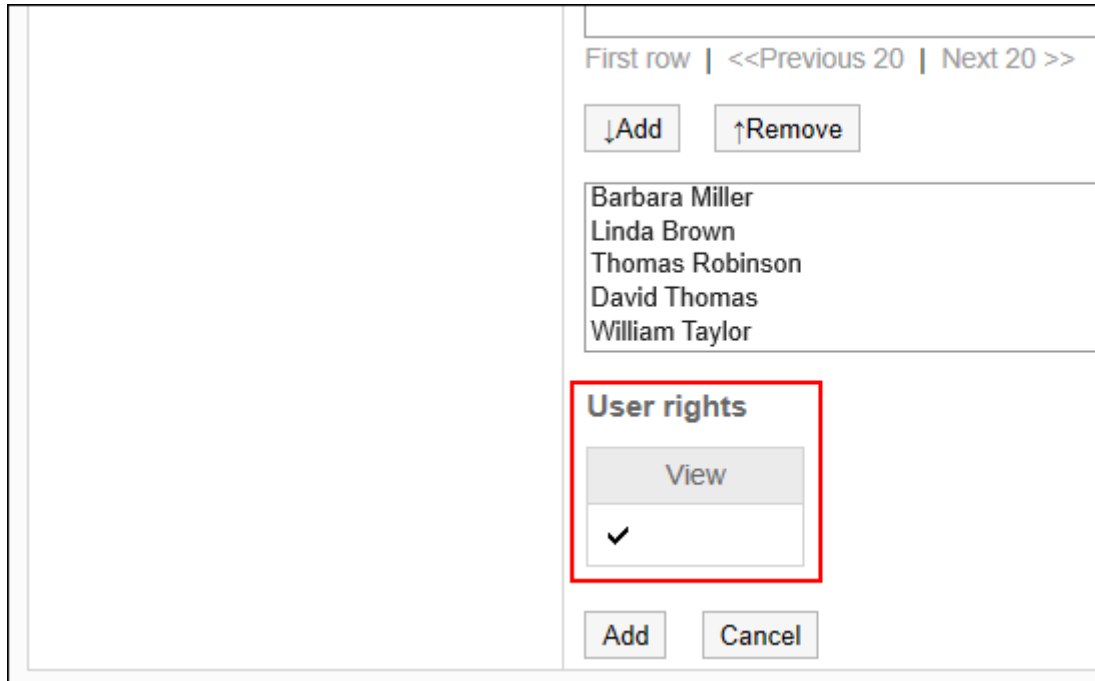 First row | <<Previous 20 | Next 20 >>
↓Add ↑Remove
Barbara Miller
Linda Brown
Thomas Robinson
David Thomas
William Taylor
User rights
View
✓
Add Cancel